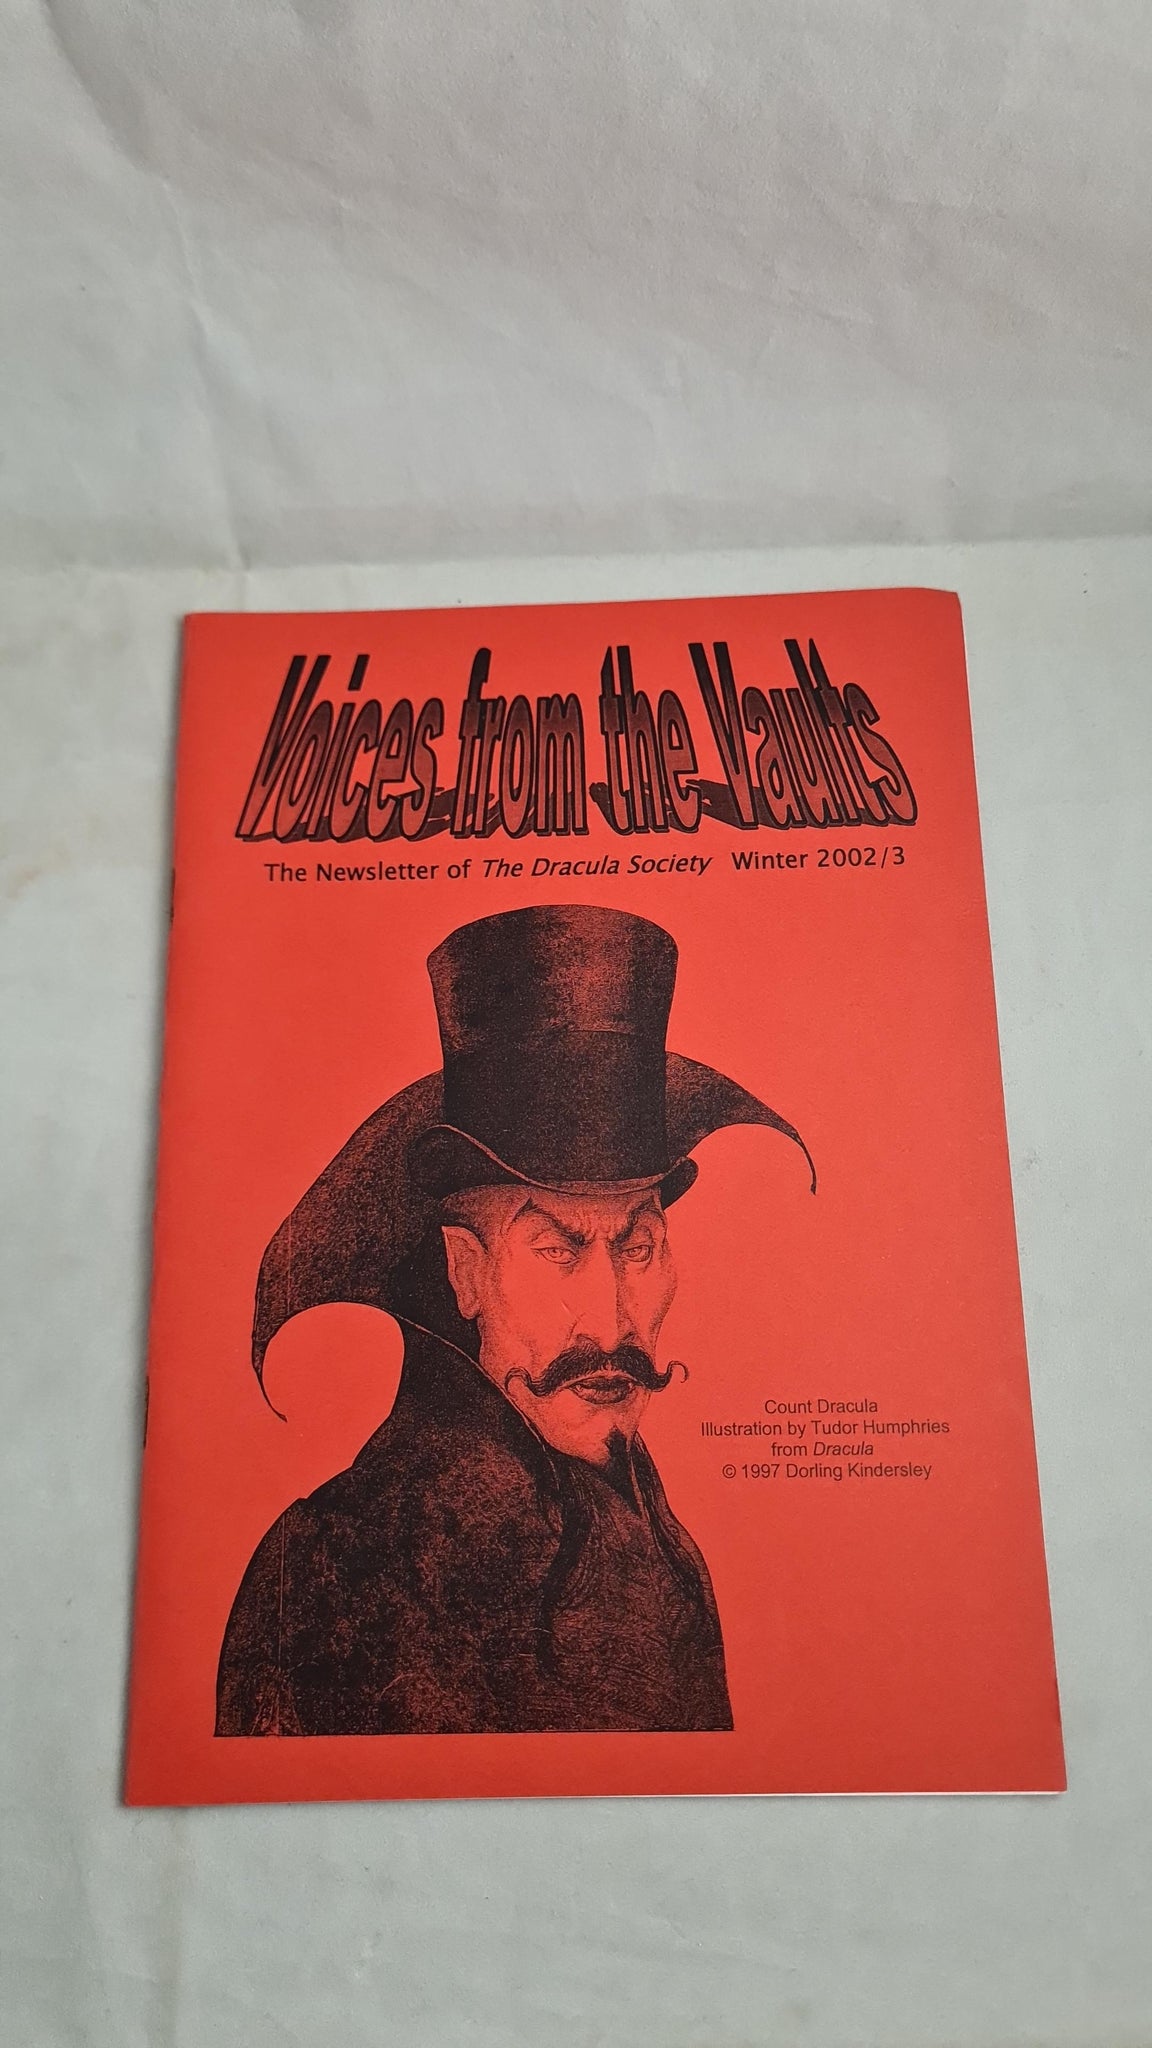 Voices from the Vaults
The Newsletter of The Dracula Society Winter 2002/3
Count Dracula
Illustration by Tudor Humphries
from Dracula
© 1997 Dorling Kindersley